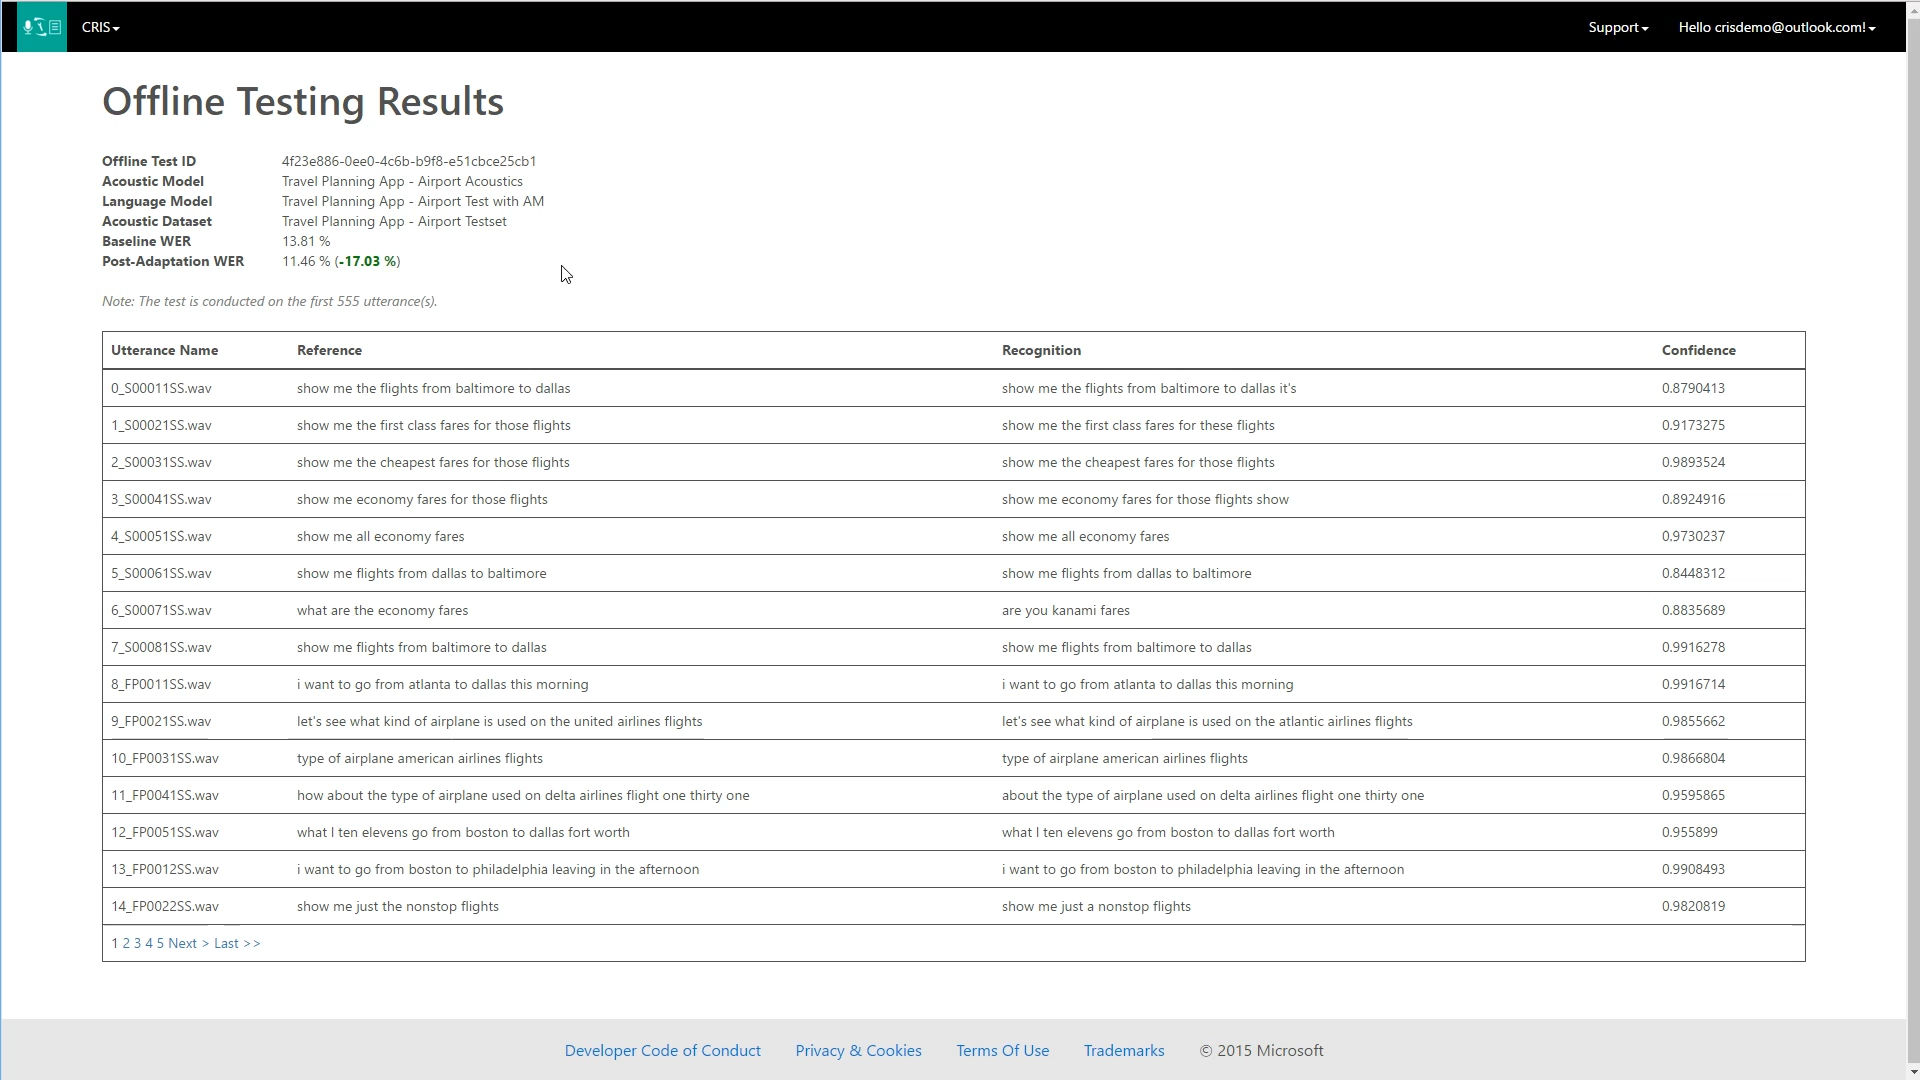 CRIS
Support
Hello crisdemo@outlook.com!
Offline Testing Results
Offline Test ID 4f23e886-0ee0-4c6b-b9f8-e51cbce25cb1
Acoustic Model Travel Planning App - Airport Acoustics
Language Model Travel Planning App - Airport Test with AM
Acoustic Dataset Travel Planning App - Airport Testset
Baseline WER 13.81 %
Post-Adaptation WER 11.46 % (-17.03 %)
Note: The test is conducted on the first 555 utterance(s).
Utterance Name Reference Recognition Confidence
0_S00011SS.wav show me the flights from baltimore to dallas show me the flights from baltimore to dallas it's 0.8790413
1_S00021SS.wav show me the first class fares for those flights show me the first class fares for these flights 0.9173275
2_S00031SS.wav show me the cheapest fares for those flights show me the cheapest fares for those flights 0.9893524
3_S00041SS.wav show me economy fares for those flights show me economy fares for those flights show 0.8924916
4_S00051SS.wav show me all economy fares show me all economy fares 0.9730237
5_S00061SS.wav show me flights from dallas to baltimore show me flights from dallas to baltimore 0.8448312
6_S00071SS.wav what are the economy fares are you kanami fares 0.8835689
7_S00081SS.wav show me flights from baltimore to dallas show me flights from baltimore to dallas 0.9916278
8_FP0011SS.wav i want to go from atlanta to dallas this morning i want to go from atlanta to dallas this morning 0.9916714
9_FP0021SS.wav let's see what kind of airplane is used on the united airlines flights let's see what kind of airplane is used on the atlantic airlines flights 0.9855662
10_FP0031SS.wav type of airplane american airlines flights type of airplane american airlines flights 0.9866804
11_FP0041SS.wav how about the type of airplane used on delta airlines flight one thirty one about the type of airplane used on delta airlines flight one thirty one 0.9595865
12_FP0051SS.wav what l ten elevens go from boston to dallas fort worth what l ten elevens go from boston to dallas fort worth 0.955899
13_FP0012SS.wav i want to go from boston to philadelphia leaving in the afternoon i want to go from boston to philadelphia leaving in the afternoon 0.9908493
14_FP0022SS.wav show me just the nonstop flights show me just a nonstop flights 0.9820819
1 2 3 4 5 Next > Last >>
Developer Code of Conduct Privacy & Cookies Terms Of Use Trademarks © 2015 Microsoft